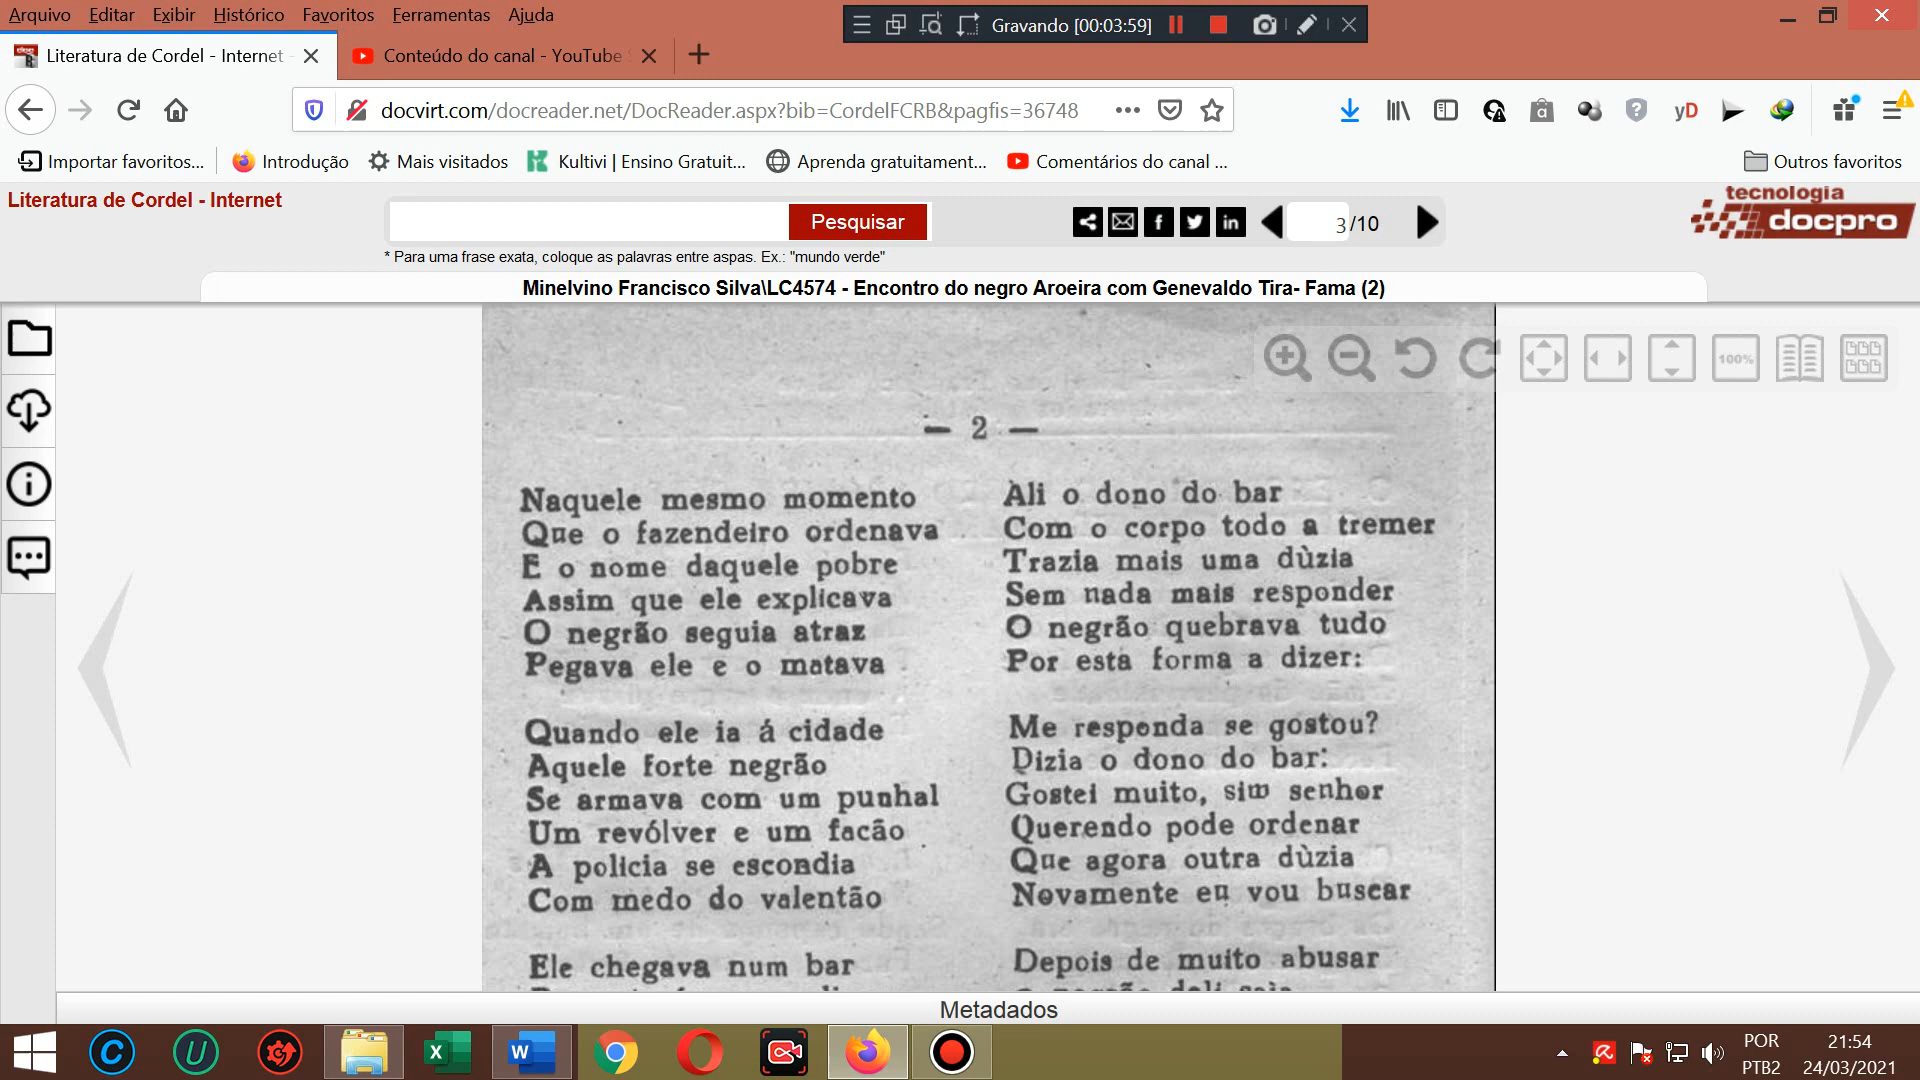 Arquivo Editar Exibir Histórico Favoritos Ferramentas Ajuda
Gravando [00:03:59]
Literatura de Cordel - Internet -
Conteúdo do canal - YouTube
docvirt.com/docreader.net/DocReader.aspx?bib=CordelFCRB&pagfis=36748
yD
Importar favoritos...
Introdução
Mais visitados
Kultivi | Ensino Gratuit...
Aprenda gratuitament...
Comentários do canal ...
Outros favoritos
Literatura de Cordel - Internet
Pesquisar
3 /10
tecnologia
docpro
* Para uma frase exata, coloque as palavras entre aspas. Ex.: "mundo verde"
Minelvino Francisco Silva\LC4574 - Encontro do negro Aroeira com Genevaldo Tira- Fama (2)
100%
— 2 —
Naquele mesmo momento
Que o fazendeiro ordenava
E o nome daquele pobre
Assim que ele explicava
O negrão seguia atraz
Pegava ele e o matava
Quando ele ia á cidade
Aquele forte negrão
Se armava com um punhal
Um revólver e um facão
A policia se escondia
Com medo do valentão
Ele chegava num bar
Ali o dono do bar
Com o corpo todo a tremer
Trazia mais uma dùzia
Sem nada mais responder
O negrão quebrava tudo
Por esta forma a dizer:
Me responda se gostou?
Dizia o dono do bar:
Gostei muito, sim senhor
Querendo pode ordenar
Que agora outra dùzia
Novamente eu vou buscar
Depois de muito abusar
o negrão dali saia
Metadados
POR
PTB2
21:54
24/03/2021